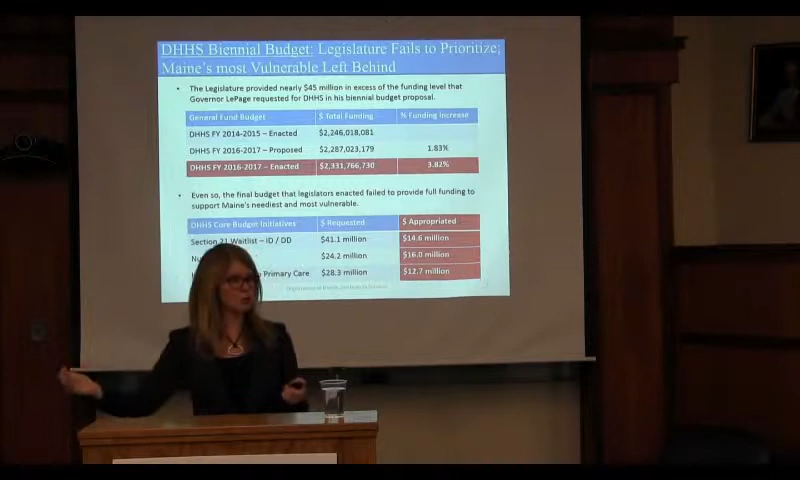 DHHS Biennial Budget: Legislature Fails to Prioritize;
Maine's most Vulnerable Left Behind
• The Legislature provided nearly $45 million in excess of the funding level that
Governor LePage requested for DHHS in his biennial budget proposal.
General Fund Budget $ Total Funding % Funding Increase
DHHS FY 2014-2015 – Enacted $2,246,018,081
DHHS FY 2016-2017 – Proposed $2,287,023,179 1.83%
DHHS FY 2016-2017 – Enacted $2,331,766,730 3.82%
• Even so, the final budget that legislators enacted failed to provide full funding to
support Maine's neediest and most vulnerable.
DHHS Core Budget Initiatives $ Requested $ Appropriated
Section 21 Waitlist – ID / DD $41.1 million $14.6 million
$24.2 million $16.0 million
Primary Care $28.3 million $12.7 million
Department of Health and Human Services